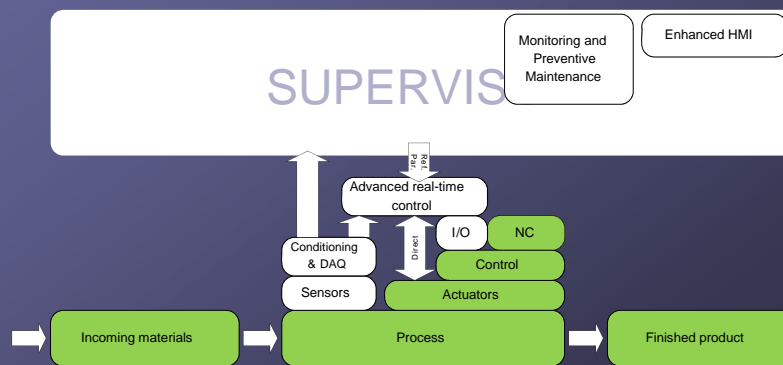 Monitoring and
Preventive
Maintenance
Enhanced HMI
SUPERVIS
Ref.
Par.
Advanced real-time
control
I/O
NC
Conditioning
& DAQ
Direct
Control
Sensors
Actuators
Incoming materials
Process
Finished product